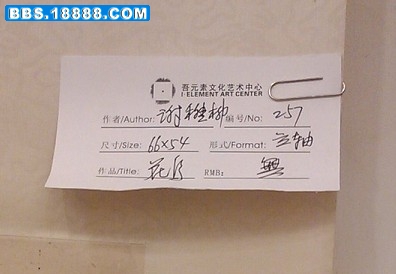 BBS.18888.COM
吾元素文化艺术中心
I·ELEMENT ART CENTER
作者/Author: 谢稚柳 编号/No: 257
尺寸/Size: 66×54 形式/Format: 立轴
作品/Title: 花鸟 RMB: 無